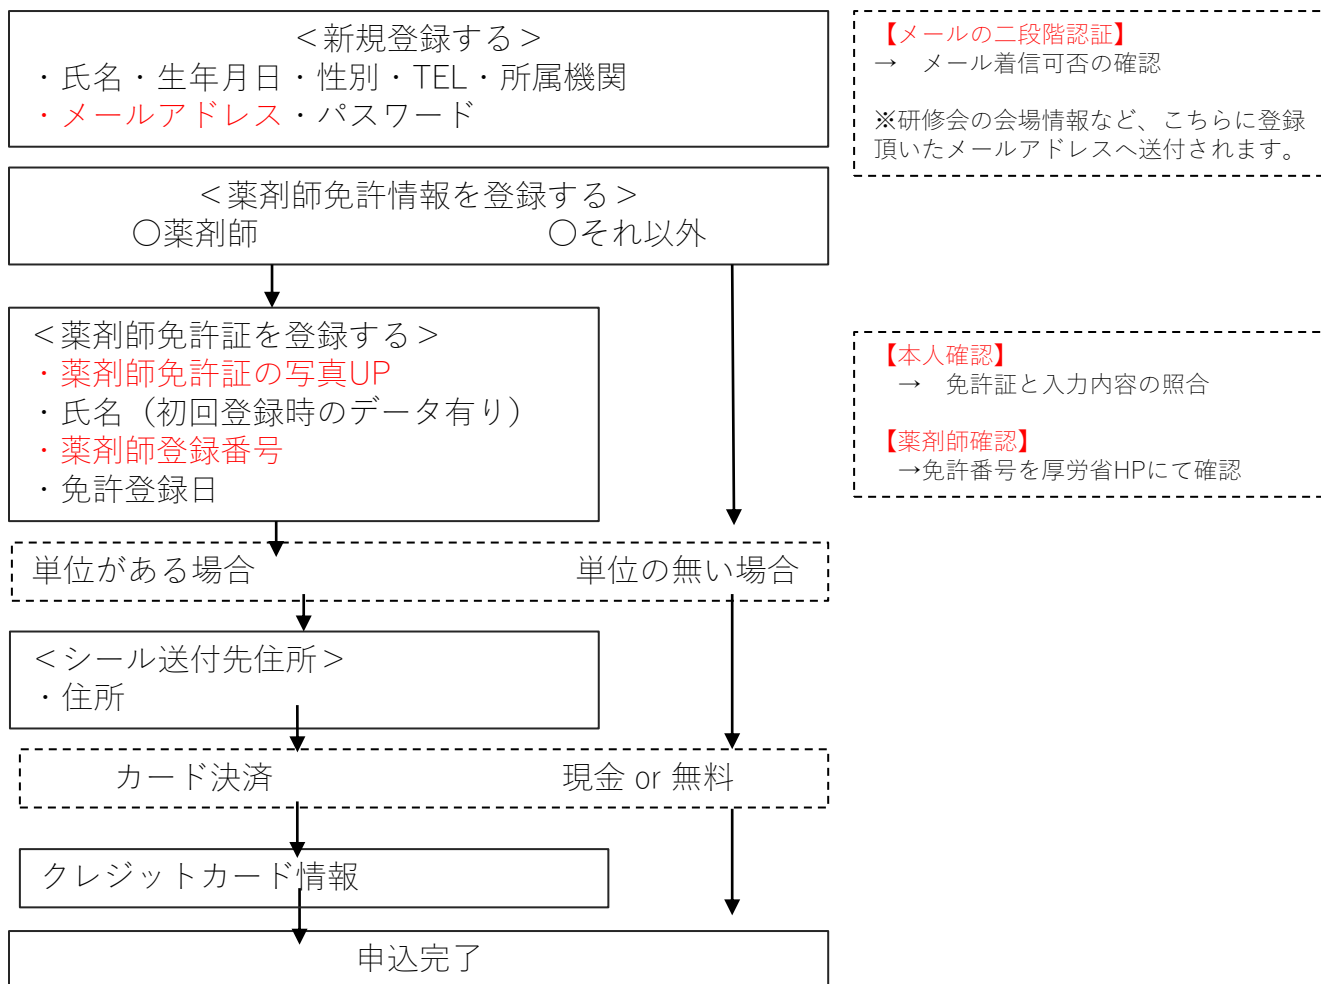 ＜新規登録する＞
・氏名・生年月日・性別・TEL・所属機関
・メールアドレス・パスワード
【メールの二段階認証】
→　メール着信可否の確認
※研修会の会場情報など、こちらに登録
頂いたメールアドレスへ送付されます。
＜薬剤師免許情報を登録する＞
〇薬剤師　〇それ以外
＜薬剤師免許証を登録する＞
・薬剤師免許証の写真UP
・氏名（初回登録時のデータ有り）
・薬剤師登録番号
・免許登録日
【本人確認】
→　免許証と入力内容の照合
【薬剤師確認】
→免許番号を厚労省HPにて確認
単位がある場合　単位の無い場合
＜シール送付先住所＞
・住所
カード決済　現金 or 無料
クレジットカード情報
申込完了